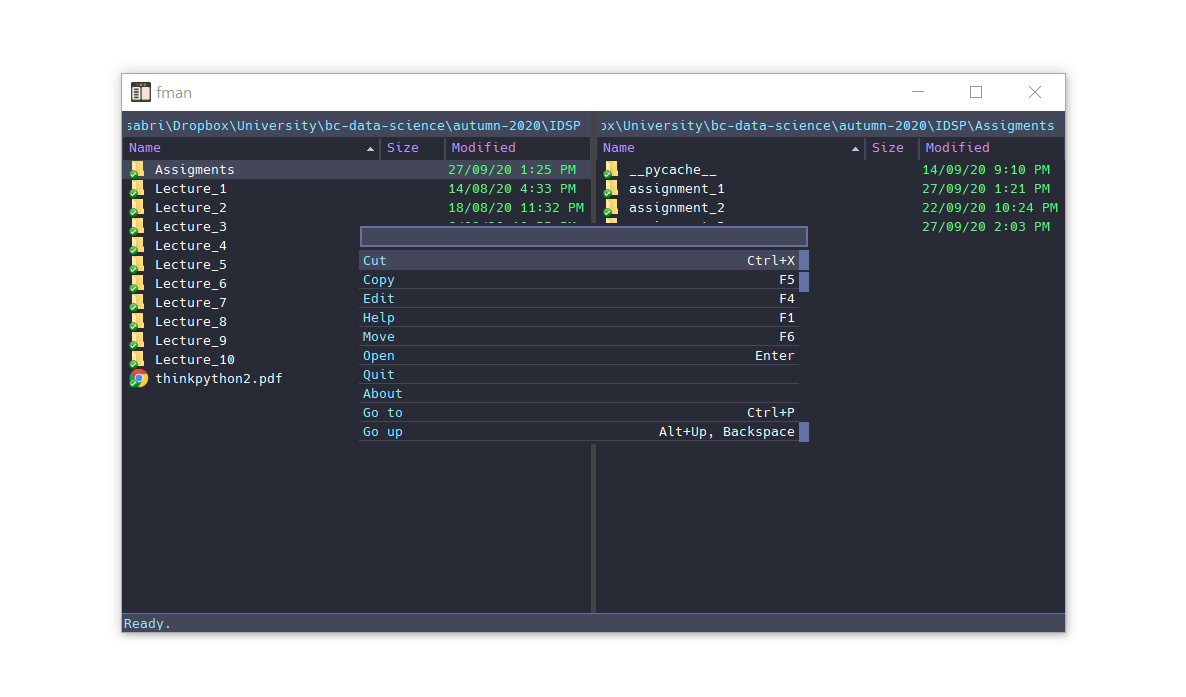 fman
sabri\Dropbox\University\bc-data-science\autumn-2020\IDSP
ox\University\bc-data-science\autumn-2020\IDSP\Assigments
Name Size Modified
Name Size Modified
Assigments 27/09/20 1:25 PM
Lecture_1 14/08/20 4:33 PM
Lecture_2 18/08/20 11:32 PM
Lecture_3
Lecture_4
Lecture_5
Lecture_6
Lecture_7
Lecture_8
Lecture_9
Lecture_10
thinkpython2.pdf
__pycache__ 14/09/20 9:10 PM
assignment_1 27/09/20 1:21 PM
assignment_2 22/09/20 10:24 PM
27/09/20 2:03 PM
Cut Ctrl+X
Copy F5
Edit F4
Help F1
Move F6
Open Enter
Quit
About
Go to Ctrl+P
Go up Alt+Up, Backspace
Ready.